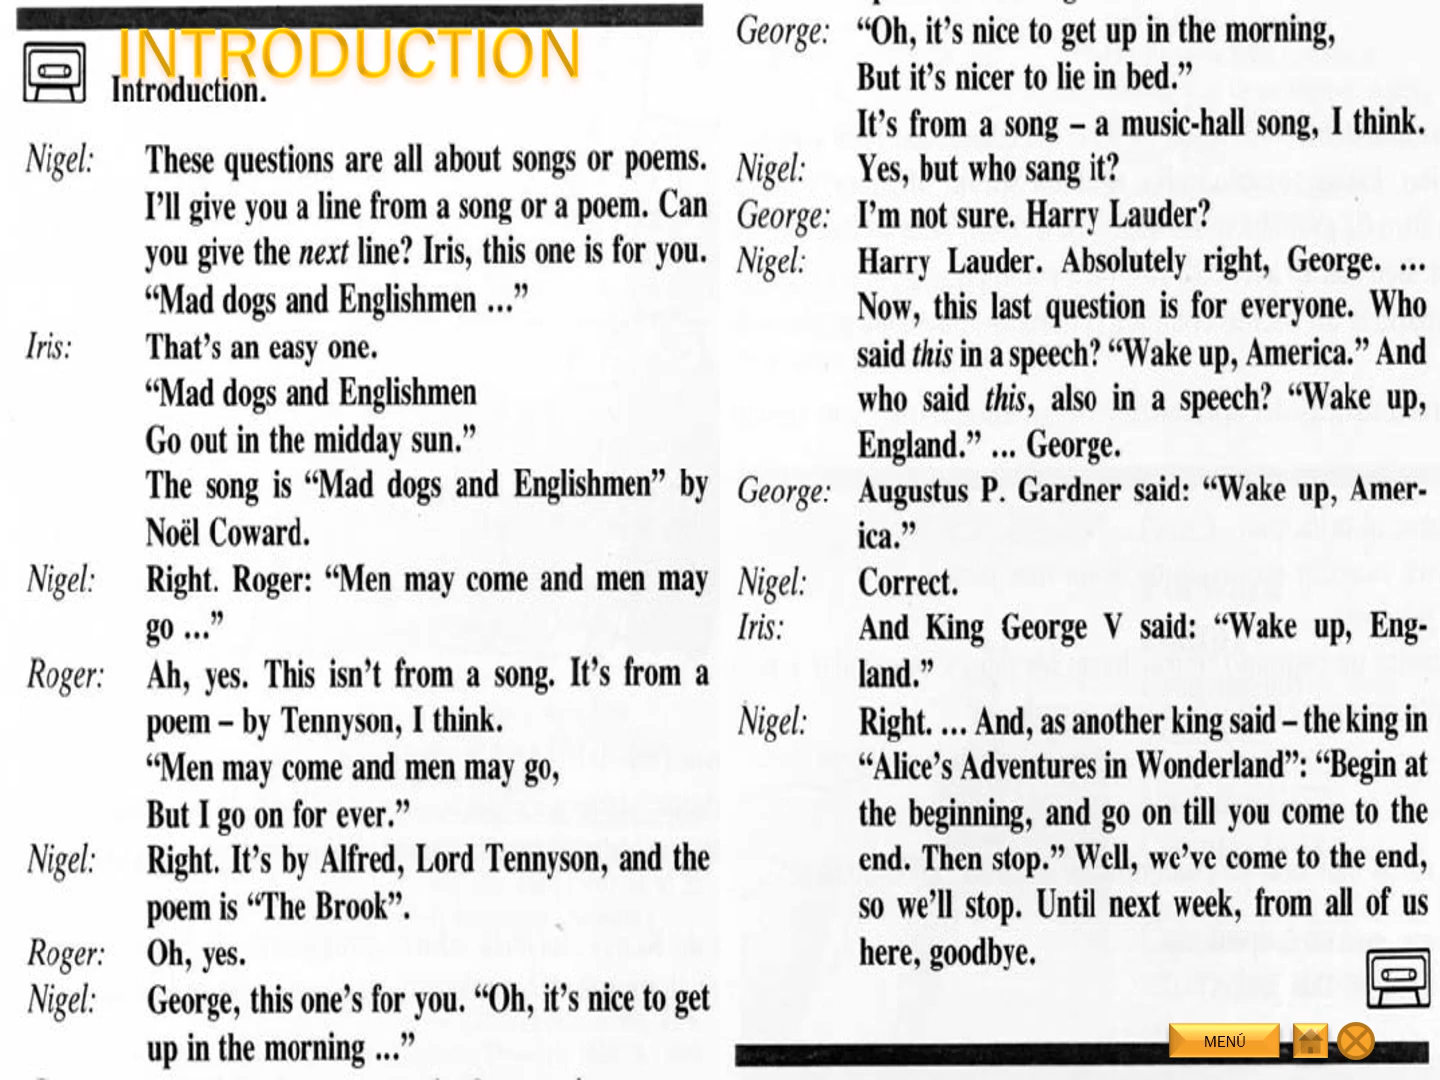 INTRODUCTION
Introduction.
Nigel: These questions are all about songs or poems.
I'll give you a line from a song or a poem. Can
you give the next line? Iris, this one is for you.
“Mad dogs and Englishmen ...”
Iris: That's an easy one.
“Mad dogs and Englishmen
Go out in the midday sun.”
The song is “Mad dogs and Englishmen” by
Noël Coward.
Nigel: Right. Roger: “Men may come and men may
go ...”
Roger: Ah, yes. This isn't from a song. It's from a
poem – by Tennyson, I think.
“Men may come and men may go,
But I go on for ever.”
Nigel: Right. It's by Alfred, Lord Tennyson, and the
poem is “The Brook”.
Roger: Oh, yes.
Nigel: George, this one's for you. “Oh, it's nice to get
up in the morning ...”
George: “Oh, it's nice to get up in the morning,
But it's nicer to lie in bed.”
It's from a song – a music-hall song, I think.
Nigel: Yes, but who sang it?
George: I'm not sure. Harry Lauder?
Nigel: Harry Lauder. Absolutely right, George. ...
Now, this last question is for everyone. Who
said this in a speech? “Wake up, America.” And
who said this, also in a speech? “Wake up,
England.” ... George.
George: Augustus P. Gardner said: “Wake up, Amer-
ica.”
Nigel: Correct.
Iris: And King George V said: “Wake up, Eng-
land.”
Nigel: Right. ... And, as another king said – the king in
“Alice's Adventures in Wonderland”: “Begin at
the beginning, and go on till you come to the
end. Then stop.” Well, we've come to the end,
so we'll stop. Until next week, from all of us
here, goodbye.
MENÚ